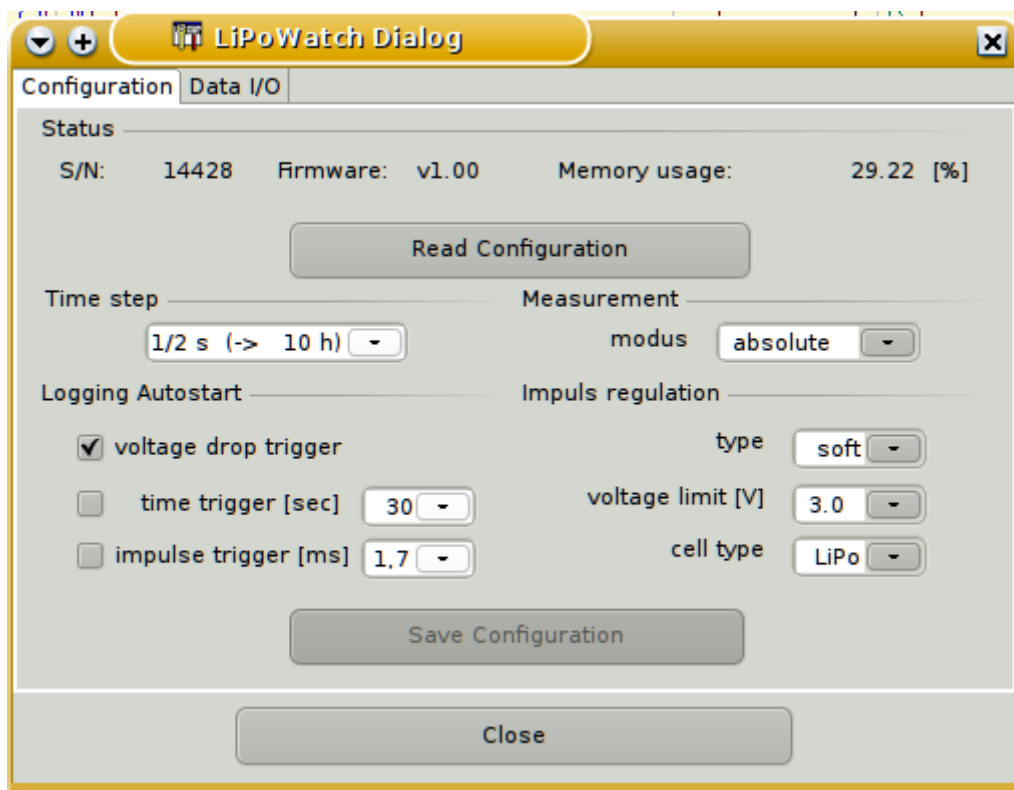 LiPoWatch Dialog
Configuration Data I/O
Status
S/N: 14428 Firmware: v1.00 Memory usage: 29.22 [%]
Read Configuration
Time step Measurement
1/2 s (-> 10 h) modus absolute
Logging Autostart Impuls regulation
voltage drop trigger type soft
time trigger [sec] 30 voltage limit [V] 3.0
impulse trigger [ms] 1,7 cell type LiPo
Save Configuration
Close